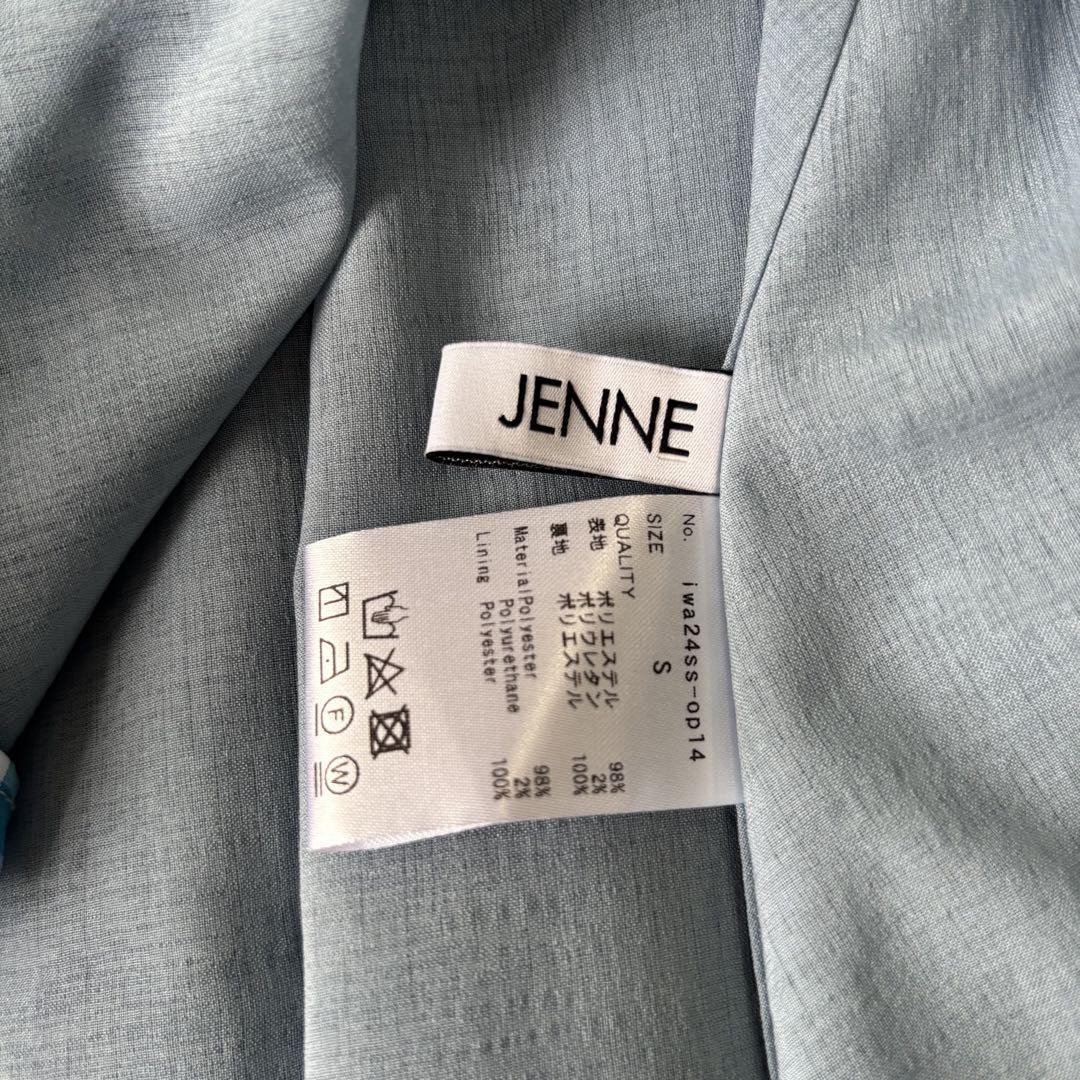 JENNE
No. iwa24ss-op14
SIZE S
QUALITY
表地 ポリエステル 98%
ポリウレタン 2%
裏地 ポリエステル 100%
Material Polyester 98%
Polyurethane 2%
Lining Polyester 100%
F
W